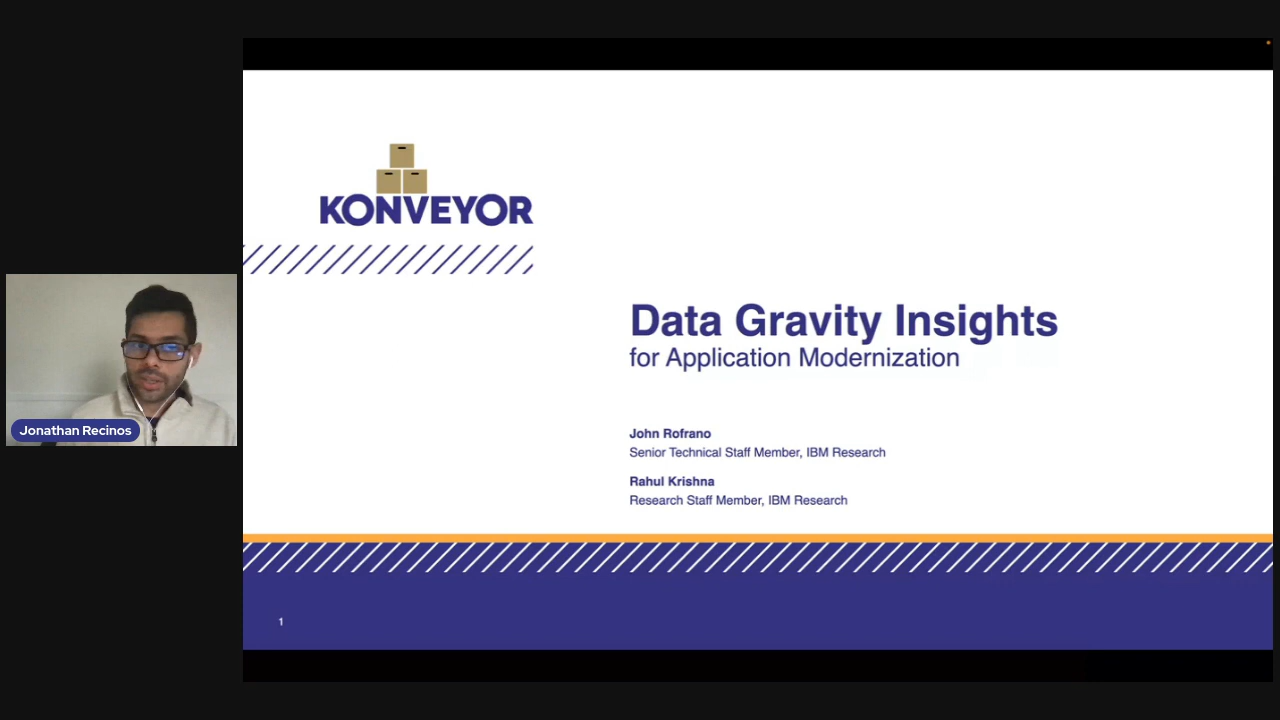 KONVEYOR
Data Gravity Insights
for Application Modernization
John Rofrano
Senior Technical Staff Member, IBM Research
Rahul Krishna
Research Staff Member, IBM Research
Jonathan Recinos
1